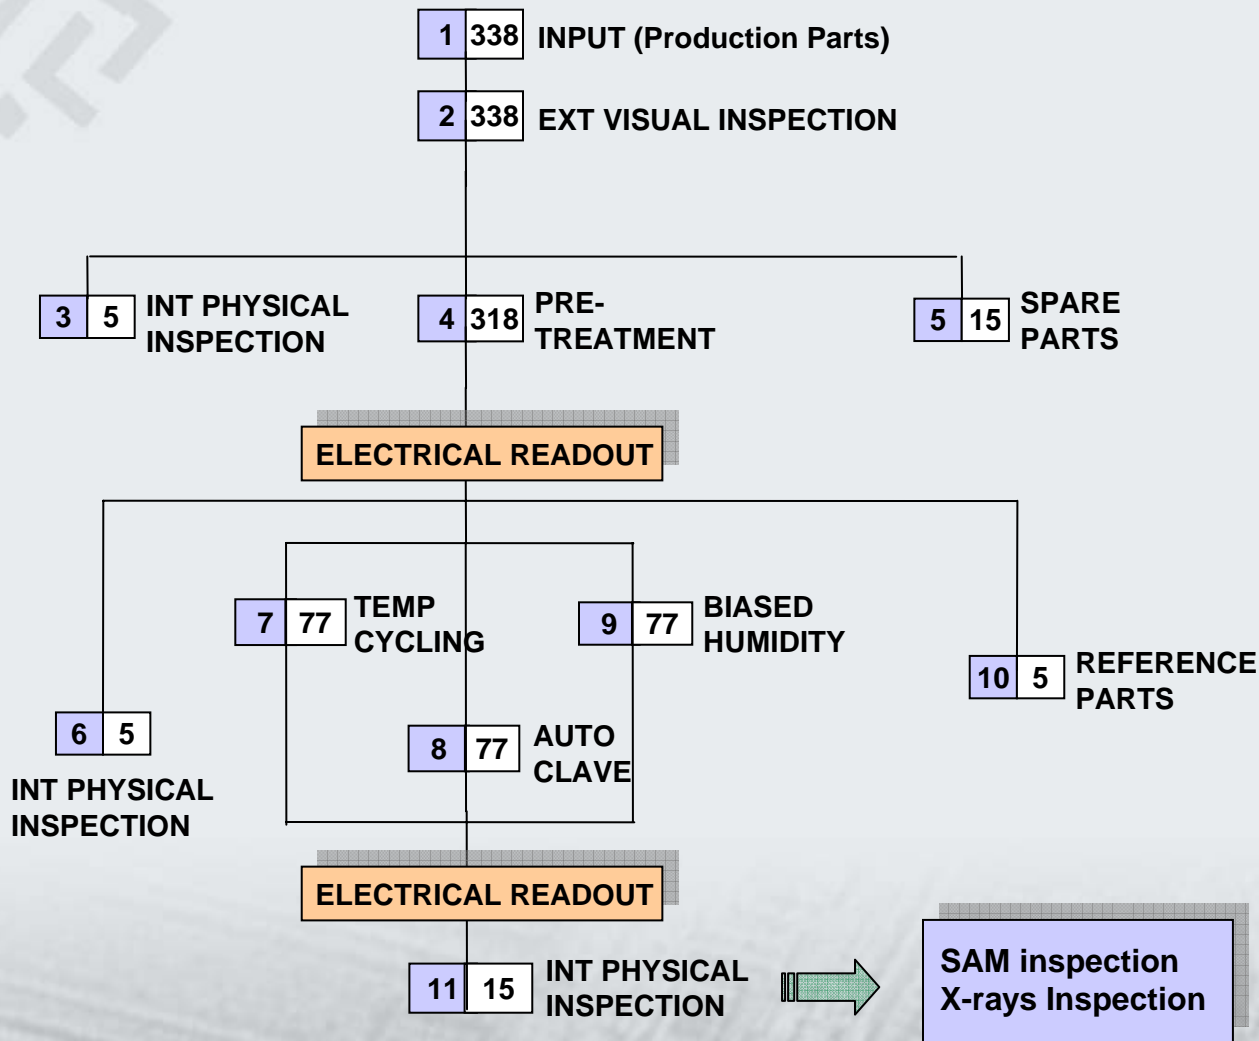 1 338 INPUT (Production Parts)
2 338 EXT VISUAL INSPECTION
3 5 INT PHYSICAL
INSPECTION
4 318 PRE-
TREATMENT
5 15 SPARE
PARTS
ELECTRICAL READOUT
7 77 TEMP
CYCLING
9 77 BIASED
HUMIDITY
10 5 REFERENCE
PARTS
6 5
INT PHYSICAL
INSPECTION
8 77 AUTO
CLAVE
ELECTRICAL READOUT
11 15 INT PHYSICAL
INSPECTION
SAM inspection
X-rays Inspection